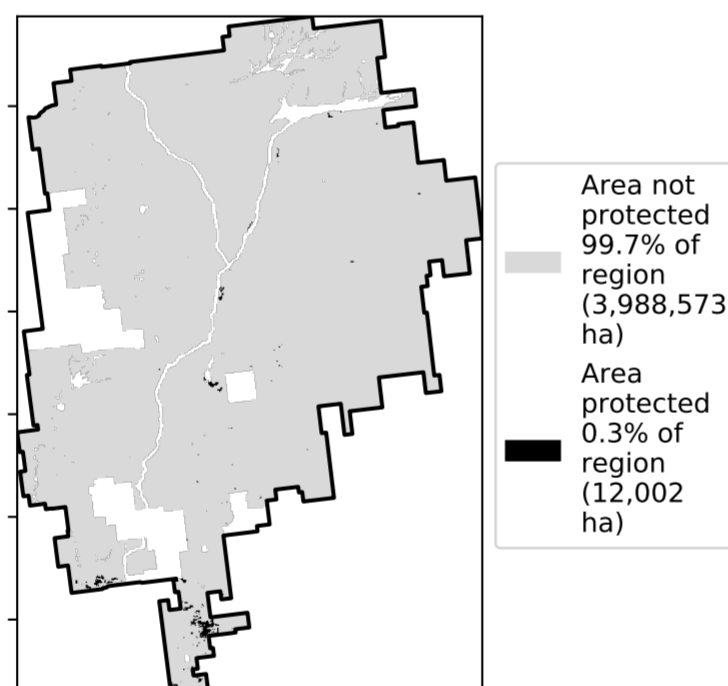 Area not
protected
99.7% of
region
(3,988,573
ha)
Area
protected
0.3% of
region
(12,002
ha)